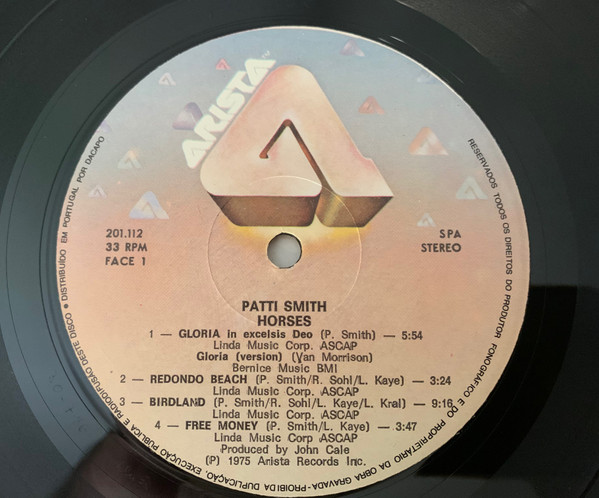 ARISTA™
201.112
33 RPM
FACE 1
SPA
STEREO
PATTI SMITH
HORSES
1 — GLORIA in excelsis Deo (P. Smith) — 5:54
Linda Music Corp. ASCAP
Gloria (version) (Van Morrison)
Bernice Music BMI
2 — REDONDO BEACH (P. Smith/R. Sohl/L. Kaye) — 3:24
Linda Music Corp. ASCAP
3 — BIRDLAND (P. Smith/R. Sohl/L. Kaye/L. Kral) — 9:16
Linda Music Corp. ASCAP
4 — FREE MONEY (P. Smith/L. Kaye) — 3:47
Linda Music Corp ASCAP
Produced by John Cale
(P) 1975 Arista Records Inc.
RESERVADOS TODOS OS DIREITOS DO PRODUTOR FONOGRÁFICO E DO PROPRIETÁRIO DA OBRA GRAVADA-PROIBIDA DUPLICAÇÃO, EXECUÇÃO PUBLICA E RADIODIFUSÃO DESTE DISCO • DISTRIBUÍDO EM PORTUGAL POR DACAPO